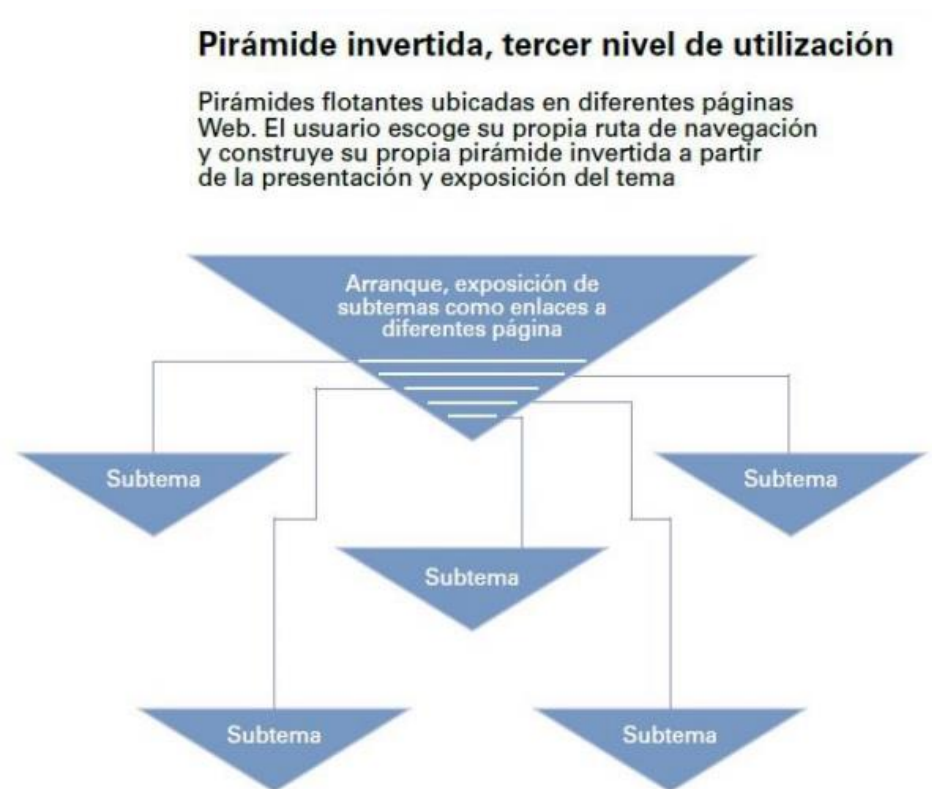 Pirámide invertida, tercer nivel de utilización
Pirámides flotantes ubicadas en diferentes páginas
Web. El usuario escoge su propia ruta de navegación
y construye su propia pirámide invertida a partir
de la presentación y exposición del tema
Arranque, exposición de
subtemas como enlaces a
diferentes página
Subtema
Subtema
Subtema
Subtema
Subtema